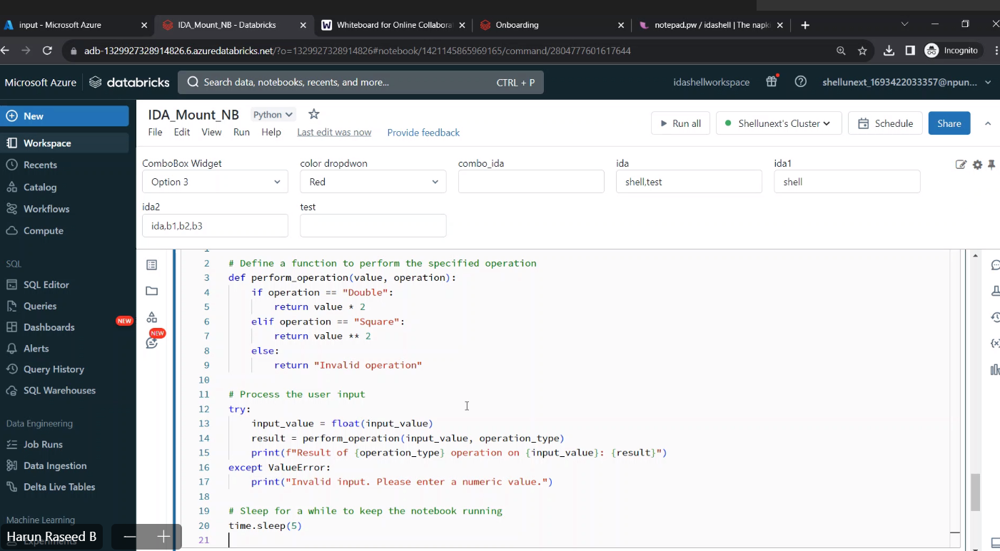 input - Microsoft Azure
IDA_Mount_NB - Databricks
Whiteboard for Online Collabora
Onboarding
notepad.pw / idashell | The napk
adb-1329927328914826.6.azuredatabricks.net/?o=1329927328914826#notebook/1421145865969165/command/2804777601617644
Incognito
Microsoft Azure
databricks
Search data, notebooks, recents, and more...
CTRL + P
idashellworkspace
shellunext_1693422033357@npun...
New
Workspace
Recents
Catalog
Workflows
Compute
SQL
SQL Editor
Queries
Dashboards
NEW
Alerts
Query History
SQL Warehouses
Data Engineering
Job Runs
Data Ingestion
Delta Live Tables
Machine Learning
Experiments
Harun Raseed B
IDA_Mount_NB
Python
File Edit View Run Help Last edit was now Provide feedback
Run all
Shellunext's Cluster
Schedule
Share
ComboBox Widget
Option 3
color dropdwon
Red
combo_ida
ida
shell,test
ida1
shell
ida2
ida,b1,b2,b3
test
NEW
1
2 # Define a function to perform the specified operation
3 def perform_operation(value, operation):
4 if operation == "Double":
5 return value * 2
6 elif operation == "Square":
7 return value ** 2
8 else:
9 return "Invalid operation"
10
11 # Process the user input
12 try:
13 input_value = float(input_value)
14 result = perform_operation(input_value, operation_type)
15 print(f"Result of {operation_type} operation on {input_value}: {result}")
16 except ValueError:
17 print("Invalid input. Please enter a numeric value.")
18
19 # Sleep for a while to keep the notebook running
20 time.sleep(5)
21